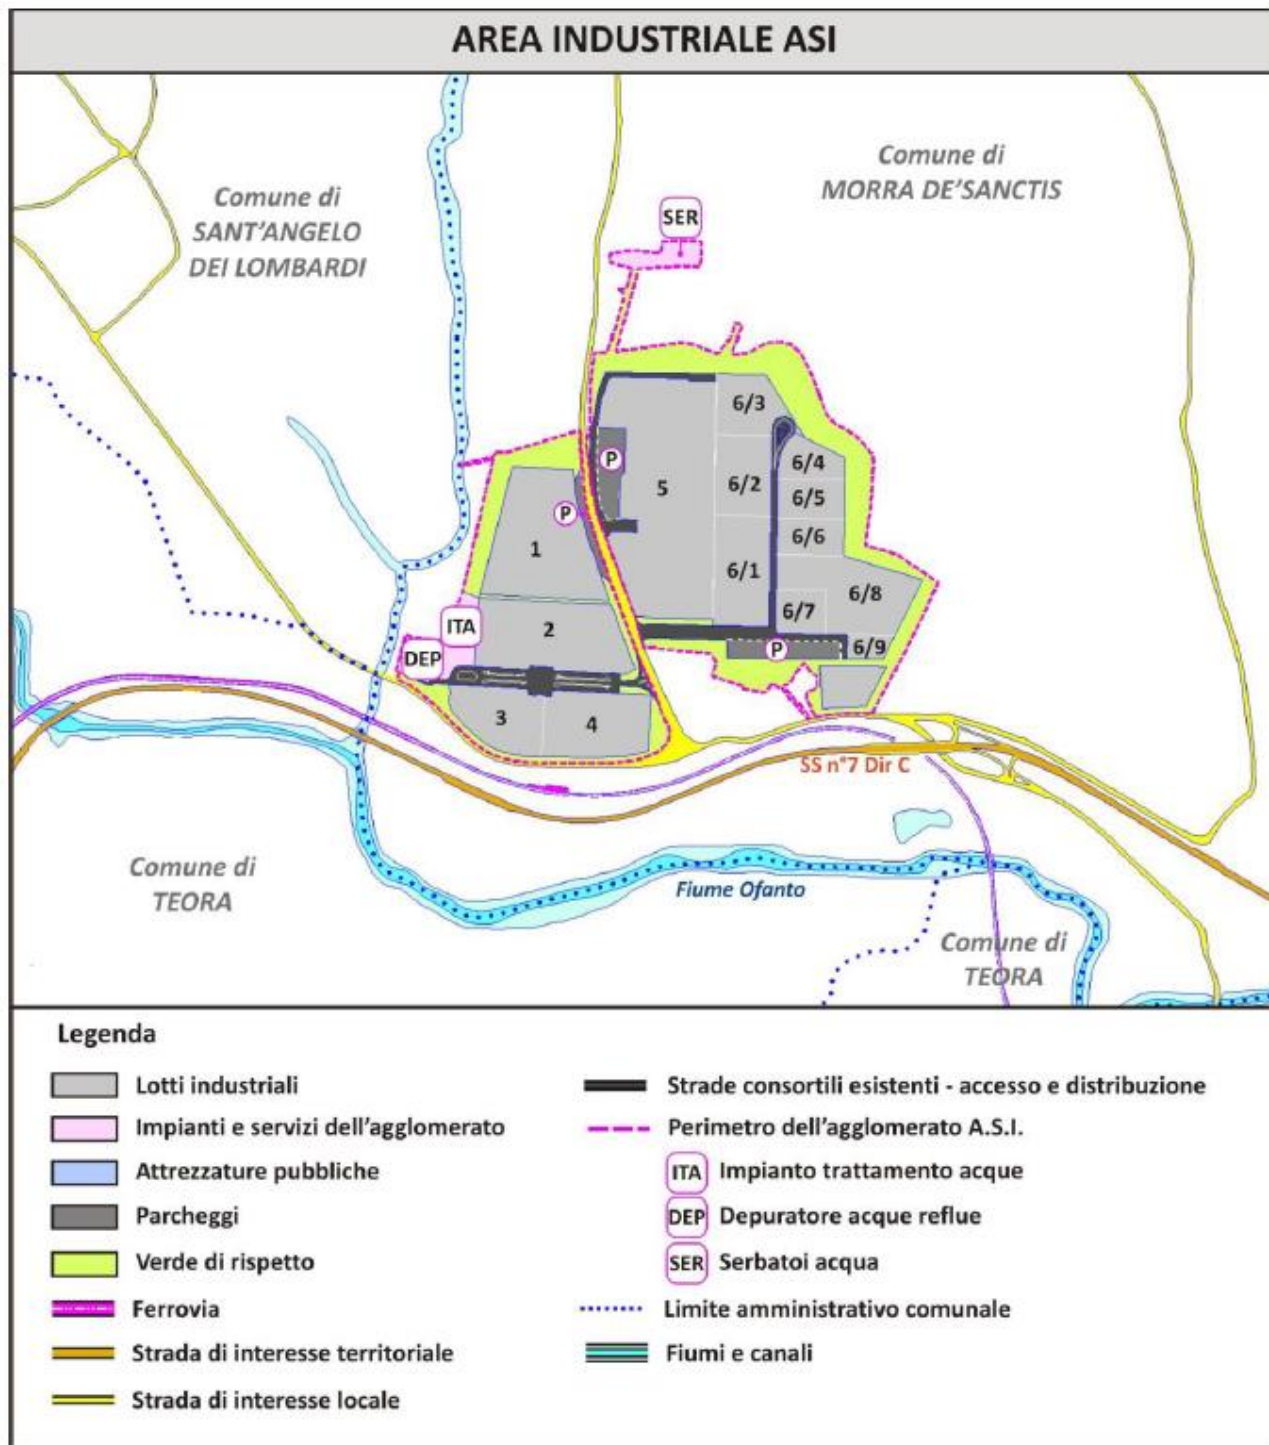 AREA INDUSTRIALE ASI
Comune di
MORRA DE'SANCTIS
Comune di
SANT'ANGELO
DEI LOMBARDI
SER
6/3
P
5
6/2
6/4
6/5
P
6/6
1
6/1
6/8
6/7
ITA
2
DEP
P
6/9
3
4
SS n°7 Dir C
Comune di
TEORA
Fiume Ofanto
Comune di
TEORA
Legenda
Lotti industriali
Impianti e servizi dell'agglomerato
Attrezzature pubbliche
Parcheggi
Verde di rispetto
Ferrovia
Strada di interesse territoriale
Strada di interesse locale
Strade consortili esistenti - accesso e distribuzione
Perimetro dell'agglomerato A.S.I.
ITA Impianto trattamento acque
DEP Depuratore acque reflue
SER Serbatoi acqua
Limite amministrativo comunale
Fiumi e canali